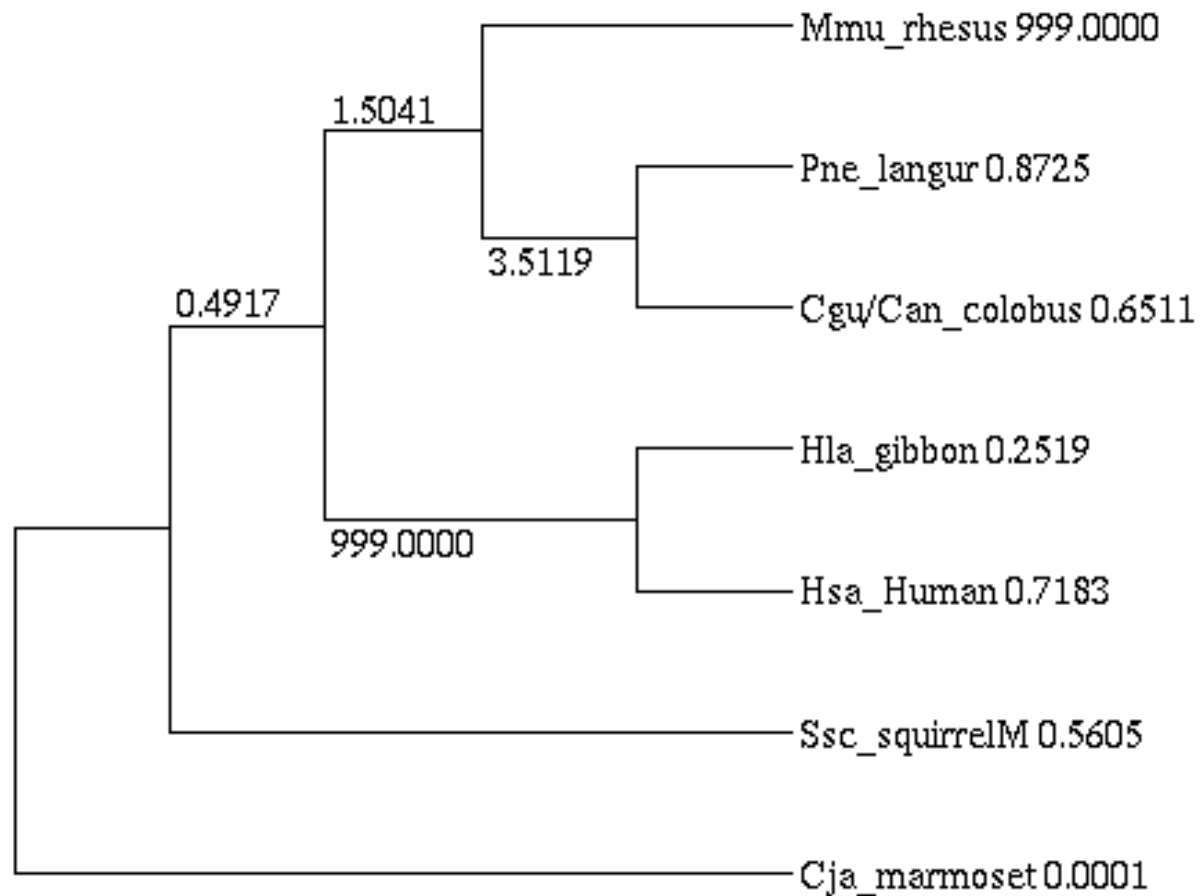 Mmu_rhesus 999.0000
1.5041
Pne_langur 0.8725
3.5119
0.4917
Cgu/Can_colobus 0.6511
Hla_gibbon 0.2519
999.0000
Hsa_Human 0.7183
Ssc_squirrelM 0.5605
Cja_marmoset 0.0001